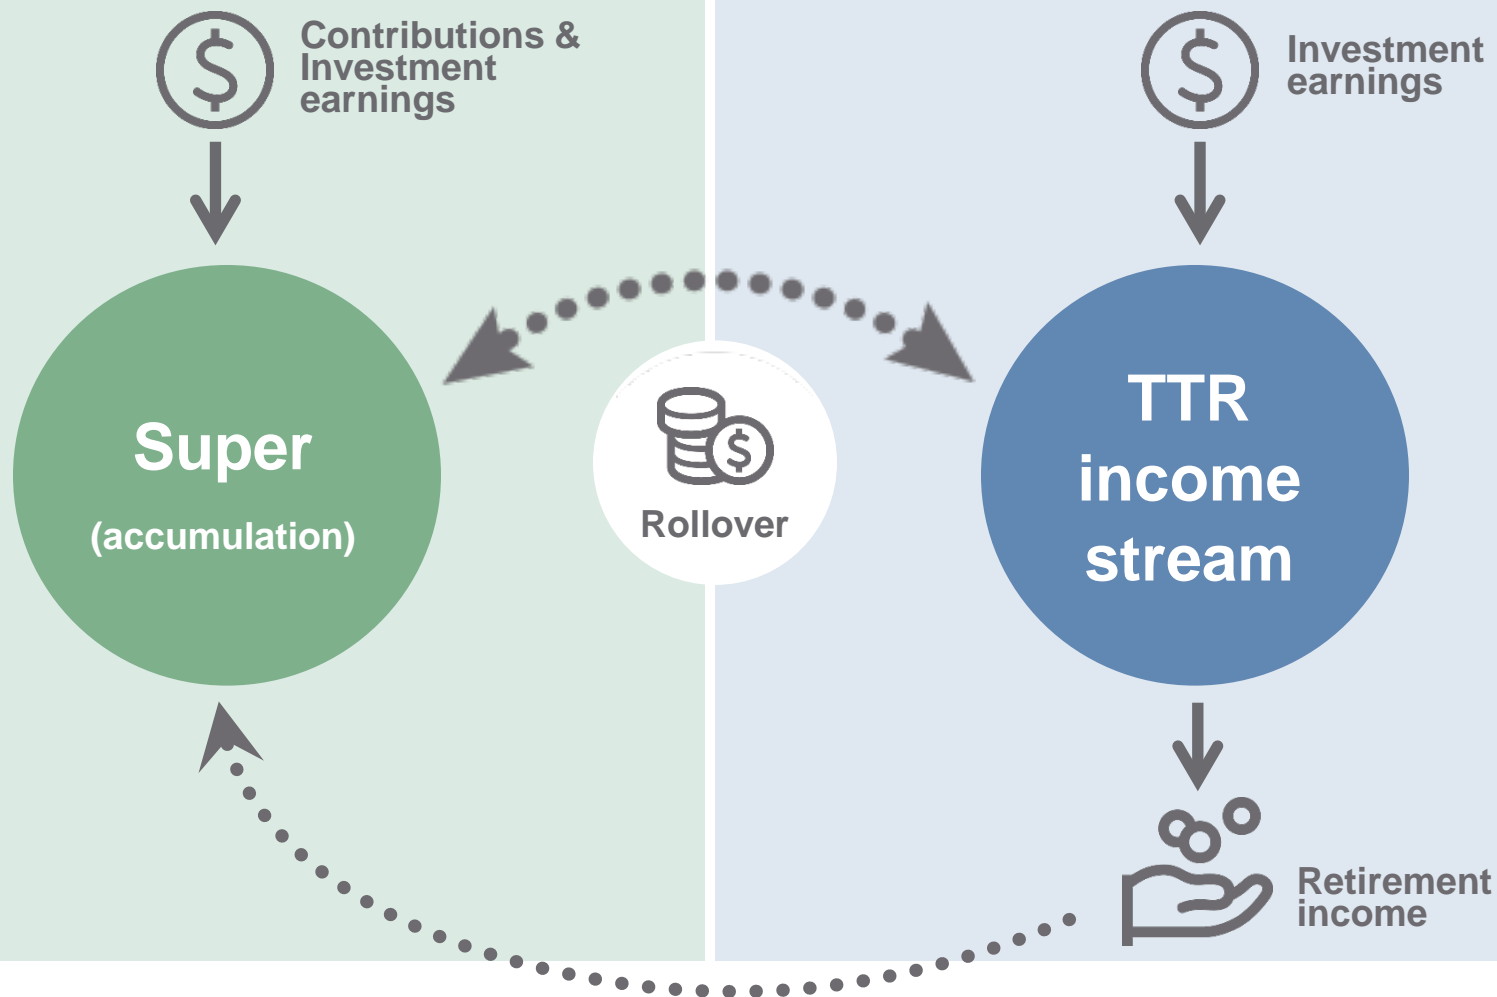 Contributions &
Investment
earnings
Investment
earnings
Super
(accumulation)
Rollover
TTR
income
stream
Retirement
income